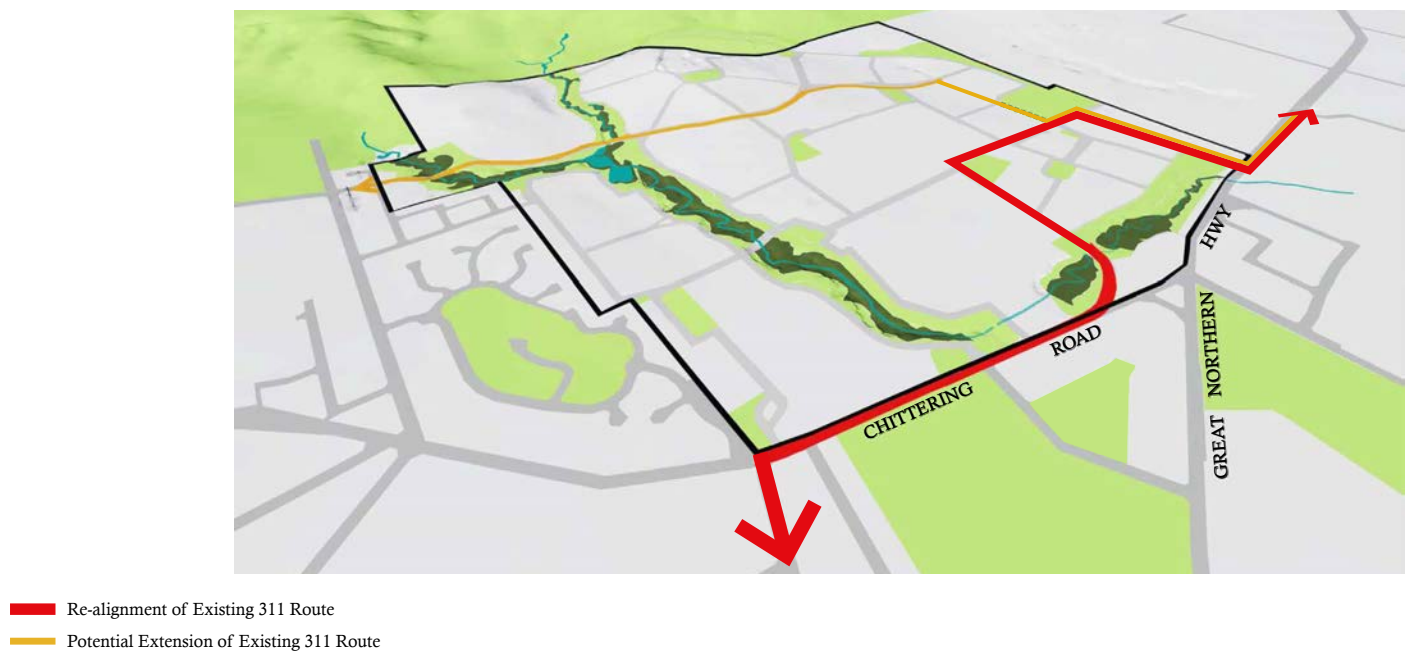 HWY
GREAT NORTHERN
CHITTERING ROAD
Re-alignment of Existing 311 Route
Potential Extension of Existing 311 Route